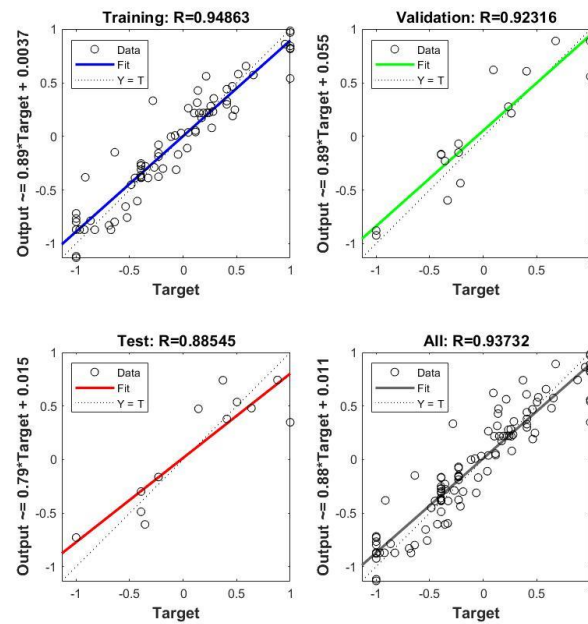 Training: R=0.94863
Output ~= 0.89*Target + 0.0037
1
0.5
0
-0.5
-1
Data
Fit
Y = T
-1 -0.5 0 0.5 1
Target
Validation: R=0.92316
Output ~= 0.89*Target + 0.055
1
0.5
0
-0.5
-1
Data
Fit
Y = T
-1 -0.5 0 0.5
Target
Test: R=0.88545
Output ~= 0.79*Target + 0.015
1
0.5
0
-0.5
-1
Data
Fit
Y = T
-1 -0.5 0 0.5 1
Target
All: R=0.93732
Output ~= 0.88*Target + 0.011
1
0.5
0
-0.5
-1
Data
Fit
Y = T
-1 -0.5 0 0.5
Target